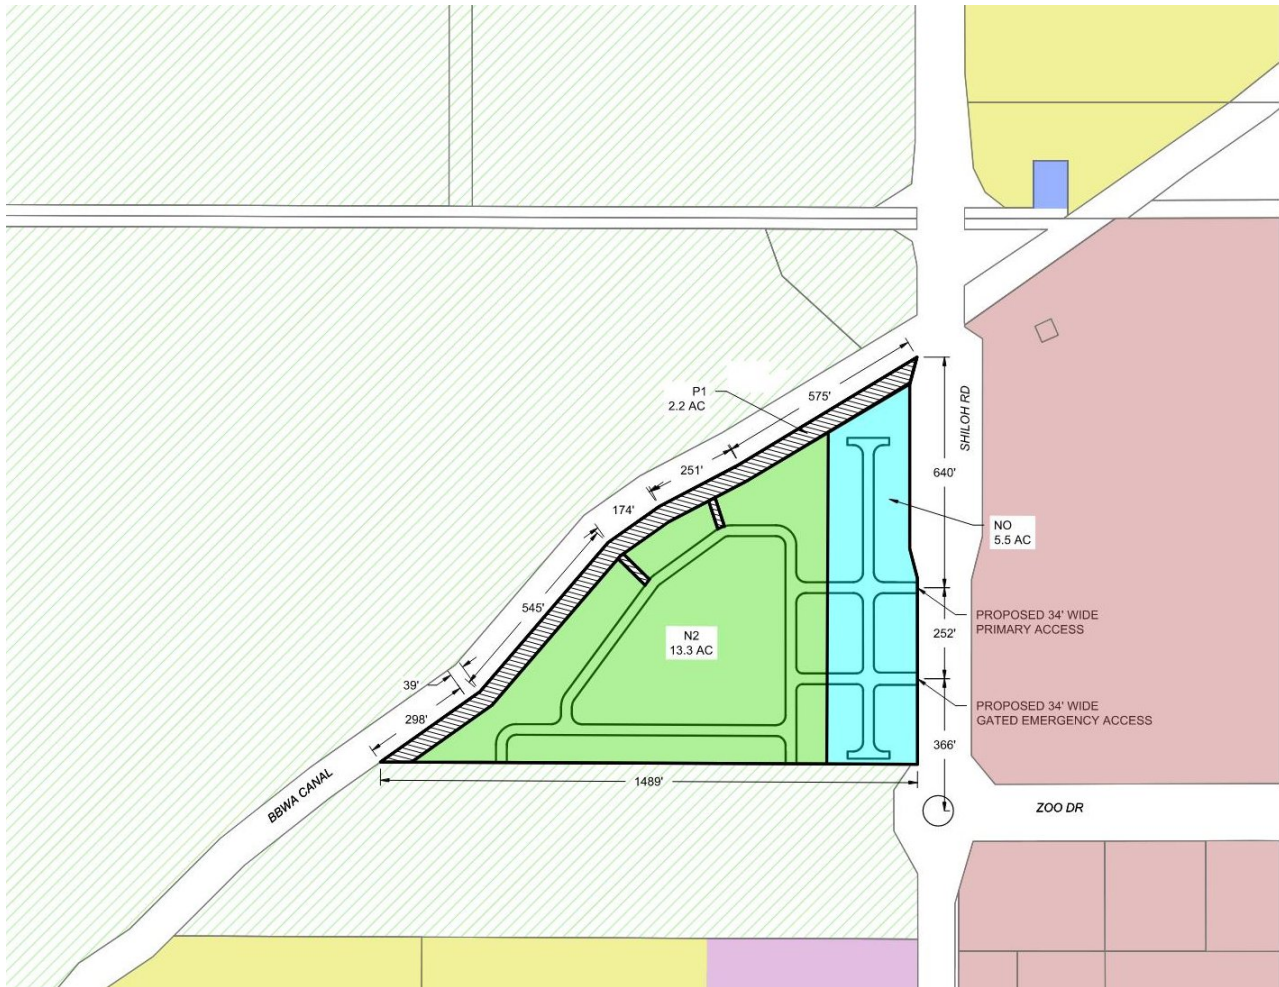 P1
2.2 AC
575'
SHILOH RD
251'
640'
174'
NO
5.5 AC
545'
PROPOSED 34' WIDE
PRIMARY ACCESS
N2
13.3 AC
252'
39'
PROPOSED 34' WIDE
GATED EMERGENCY ACCESS
298'
366'
1489'
BBWA CANAL
ZOO DR